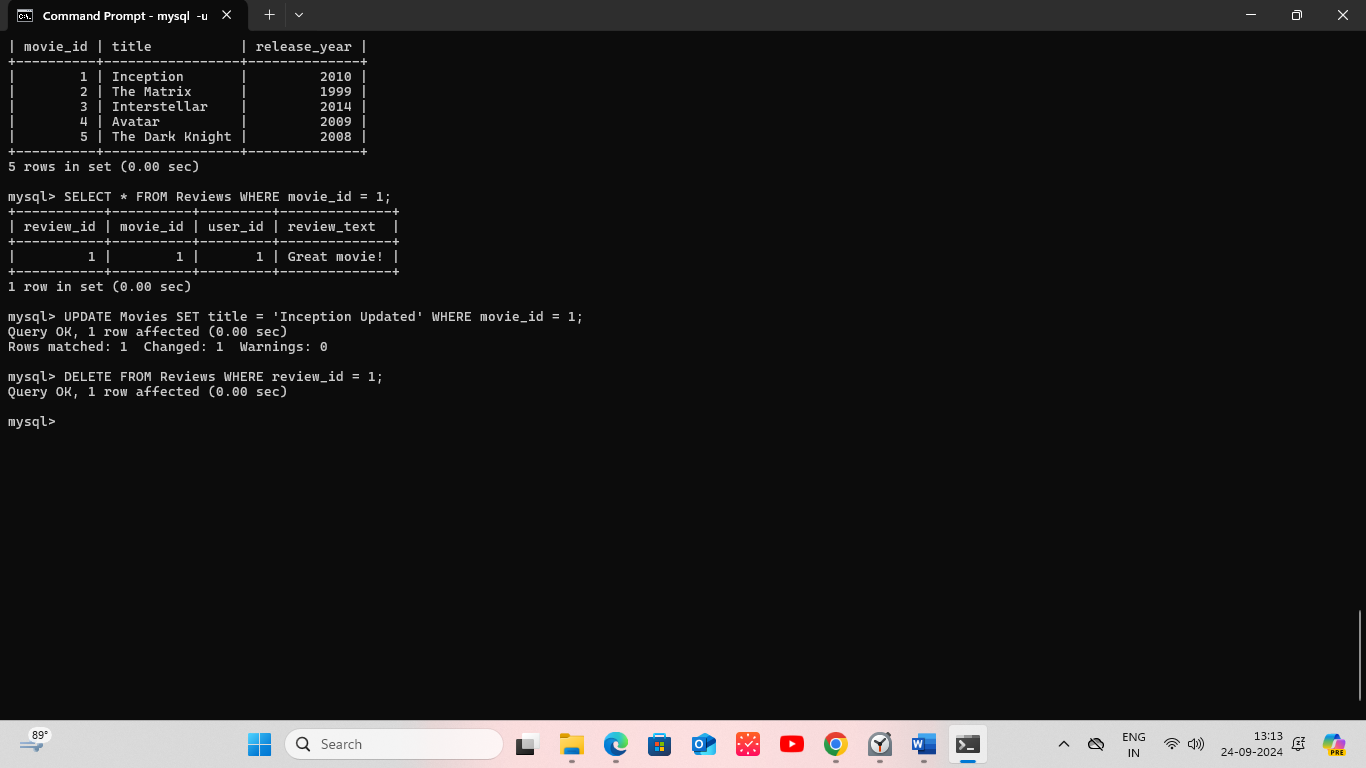 Command Prompt - mysql -u
| movie_id | title           | release_year |
+----------+-----------------+--------------+
|        1 | Inception       |         2010 |
|        2 | The Matrix      |         1999 |
|        3 | Interstellar    |         2014 |
|        4 | Avatar          |         2009 |
|        5 | The Dark Knight |         2008 |
+----------+-----------------+--------------+
5 rows in set (0.00 sec)
mysql> SELECT * FROM Reviews WHERE movie_id = 1;
+-----------+----------+---------+--------------+
| review_id | movie_id | user_id | review_text  |
+-----------+----------+---------+--------------+
|         1 |        1 |       1 | Great movie! |
+-----------+----------+---------+--------------+
1 row in set (0.00 sec)
mysql> UPDATE Movies SET title = 'Inception Updated' WHERE movie_id = 1;
Query OK, 1 row affected (0.00 sec)
Rows matched: 1  Changed: 1  Warnings: 0
mysql> DELETE FROM Reviews WHERE review_id = 1;
Query OK, 1 row affected (0.00 sec)
mysql>
89°
Search
ENG
IN
13:13
24-09-2024
PRE